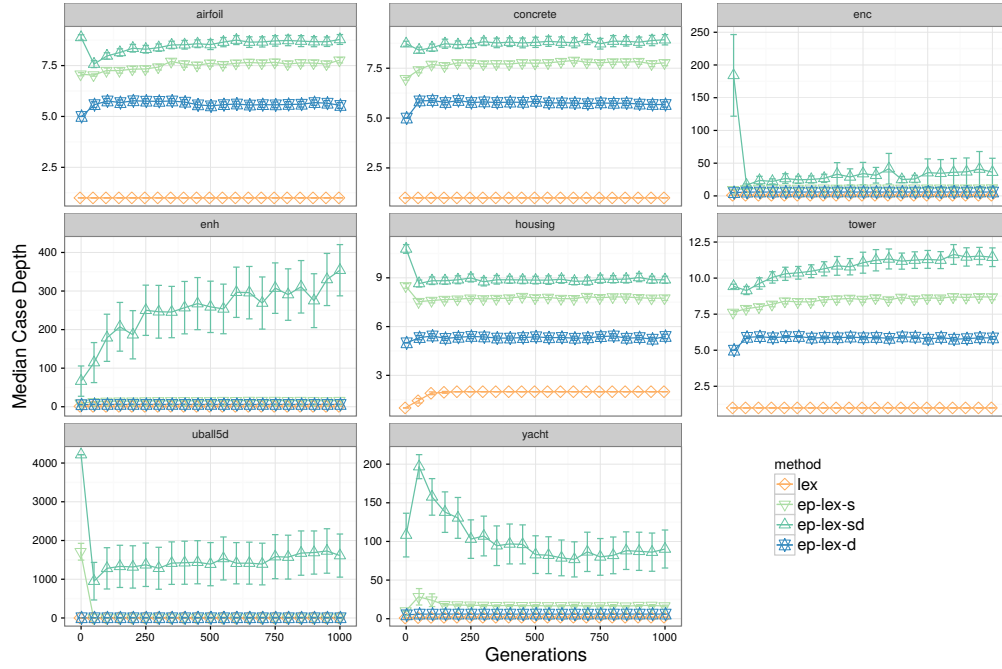 airfoil
concrete
enc
7.5
5.0
2.5
7.5
5.0
2.5
250
200
150
100
50
0
enh
housing
tower
Median Case Depth
400
300
200
100
0
9
6
3
12.5
10.0
7.5
5.0
2.5
uball5d
yacht
4000
3000
2000
1000
0
200
150
100
50
0
0 250 500 750 1000
0 250 500 750 1000
Generations
method
lex
ep-lex-s
ep-lex-sd
ep-lex-d